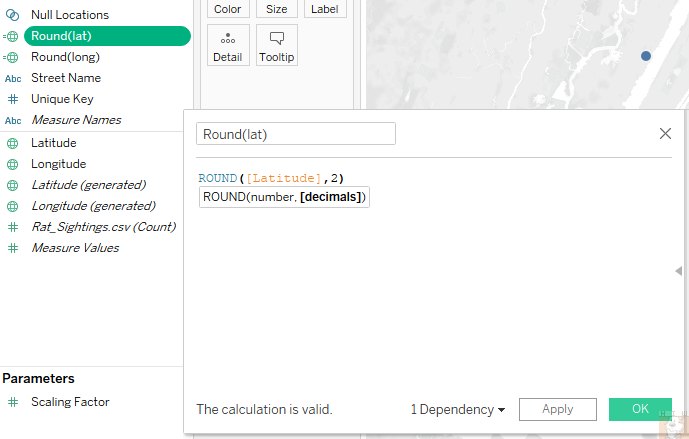 Null Locations
Round(lat)
Round(long)
Abc Street Name
Unique Key
Abc Measure Names
Latitude
Longitude
Latitude (generated)
Longitude (generated)
Rat_Sightings.csv (Count)
Measure Values
Parameters
Scaling Factor
Color Size Label
Detail Tooltip
Round(lat)
ROUND([Latitude],2)
ROUND(number, [decimals])
The calculation is valid. 1 Dependency Apply OK